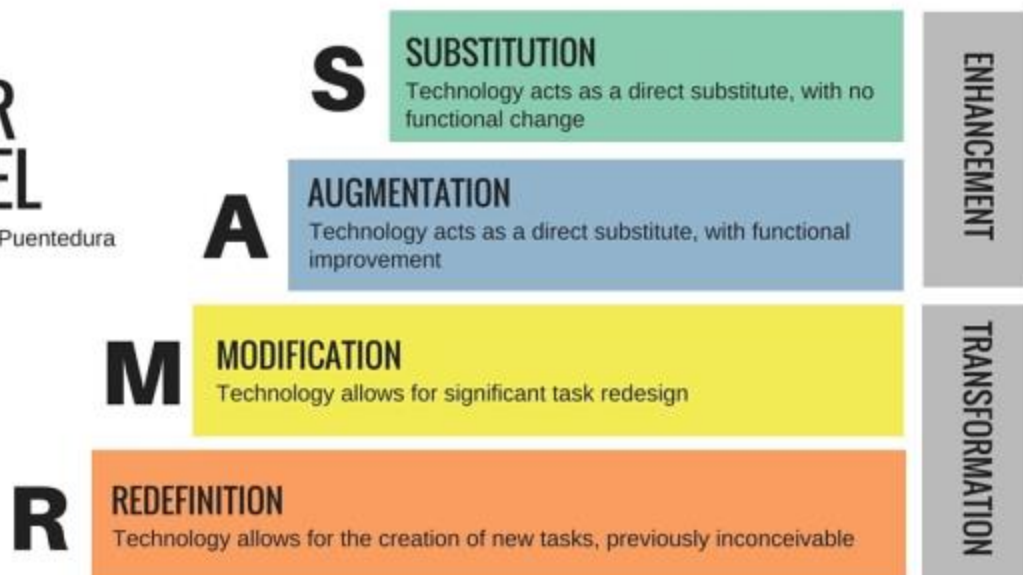 R
EL
Puentedura
S
SUBSTITUTION
Technology acts as a direct substitute, with no
functional change
A
AUGMENTATION
Technology acts as a direct substitute, with functional
improvement
ENHANCEMENT
M
MODIFICATION
Technology allows for significant task redesign
R
REDEFINITION
Technology allows for the creation of new tasks, previously inconceivable
TRANSFORMATION